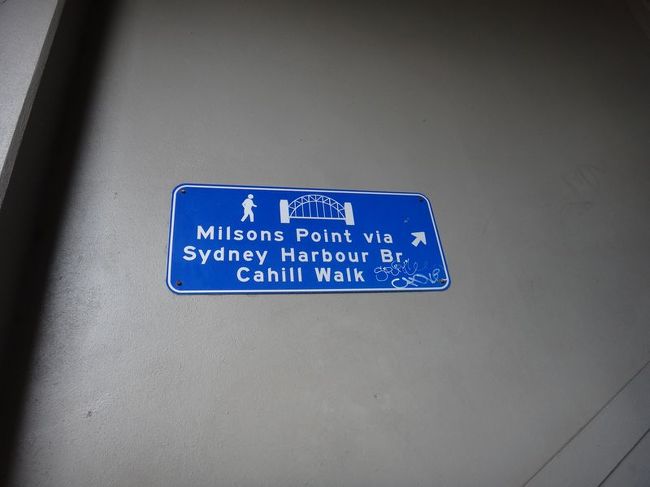 Milsons Point via
Sydney Harbour Br.
Cahill Walk